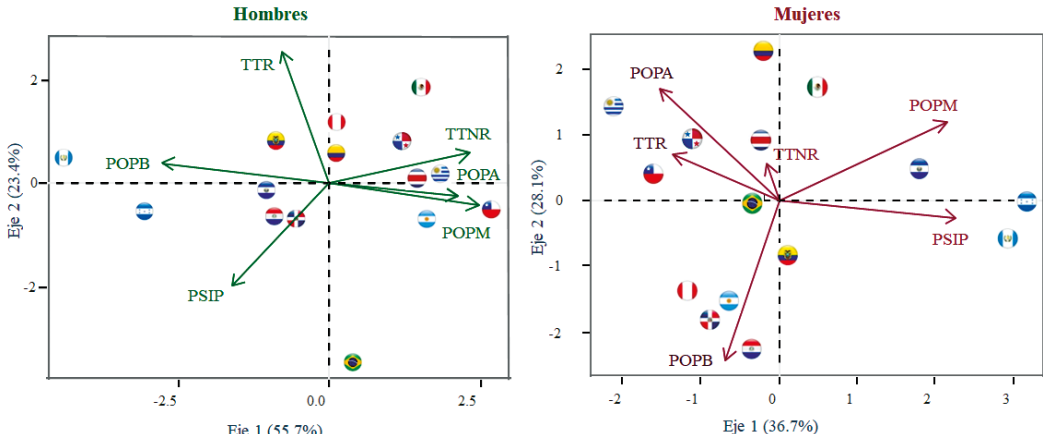 Hombres
Eje 2 (23.4%)
2
0
-2
TTR
POPB
TTNR
POPA
POPM
PSIP
-2.5
0.0
2.5
Eje 1 (55.7%)
Mujeres
Eje 2 (28.1%)
2
1
0
-1
-2
POPA
POPM
TTR
TTNR
PSIP
POPB
-2
-1
0
1
2
3
Eje 1 (36.7%)